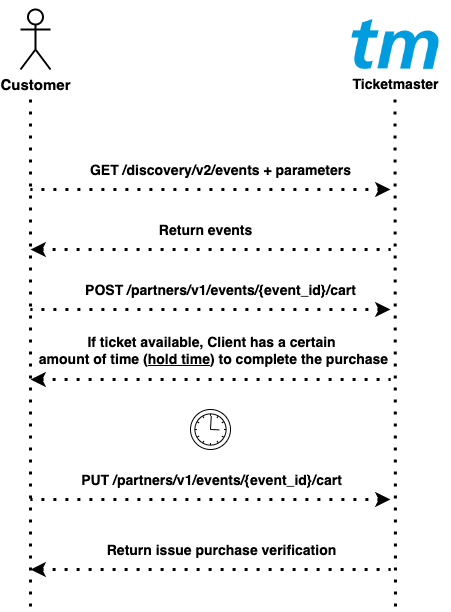 tm
Customer
Ticketmaster
GET /discovery/v2/events + parameters
Return events
POST /partners/v1/events/{event_id}/cart
If ticket available, Client has a certain
amount of time (hold time) to complete the purchase
PUT /partners/v1/events/{event_id}/cart
Return issue purchase verification